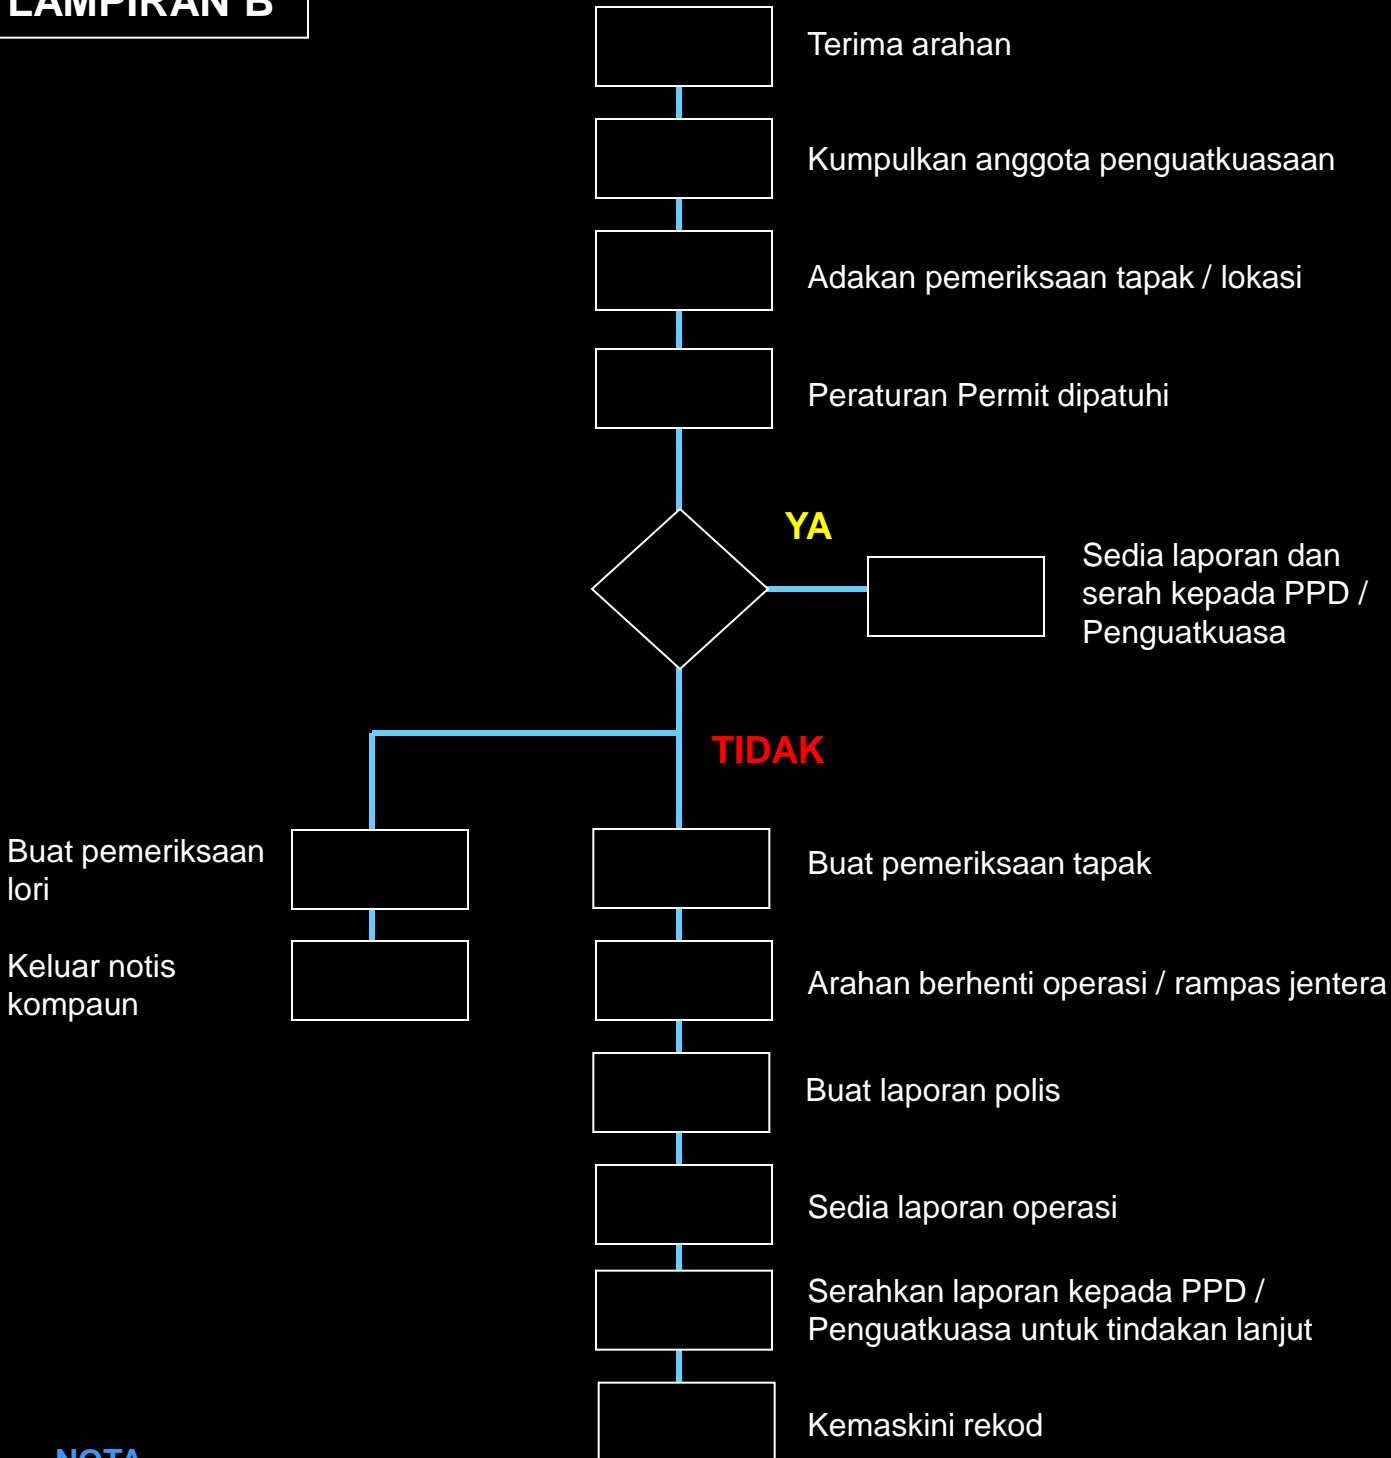 LAMPIRAN B
Terima arahan
Kumpulkan anggota penguatkuasaan
Adakan pemeriksaan tapak / lokasi
Peraturan Permit dipatuhi
YA
Sedia laporan dan
serah kepada PPD /
Penguatkuasa
TIDAK
Buat pemeriksaan
lori
Buat pemeriksaan tapak
Keluar notis
kompaun
Arahan berhenti operasi / rampas jentera
Buat laporan polis
Sedia laporan operasi
Serahkan laporan kepada PPD /
Penguatkuasa untuk tindakan lanjut
Kemaskini rekod
NOTA